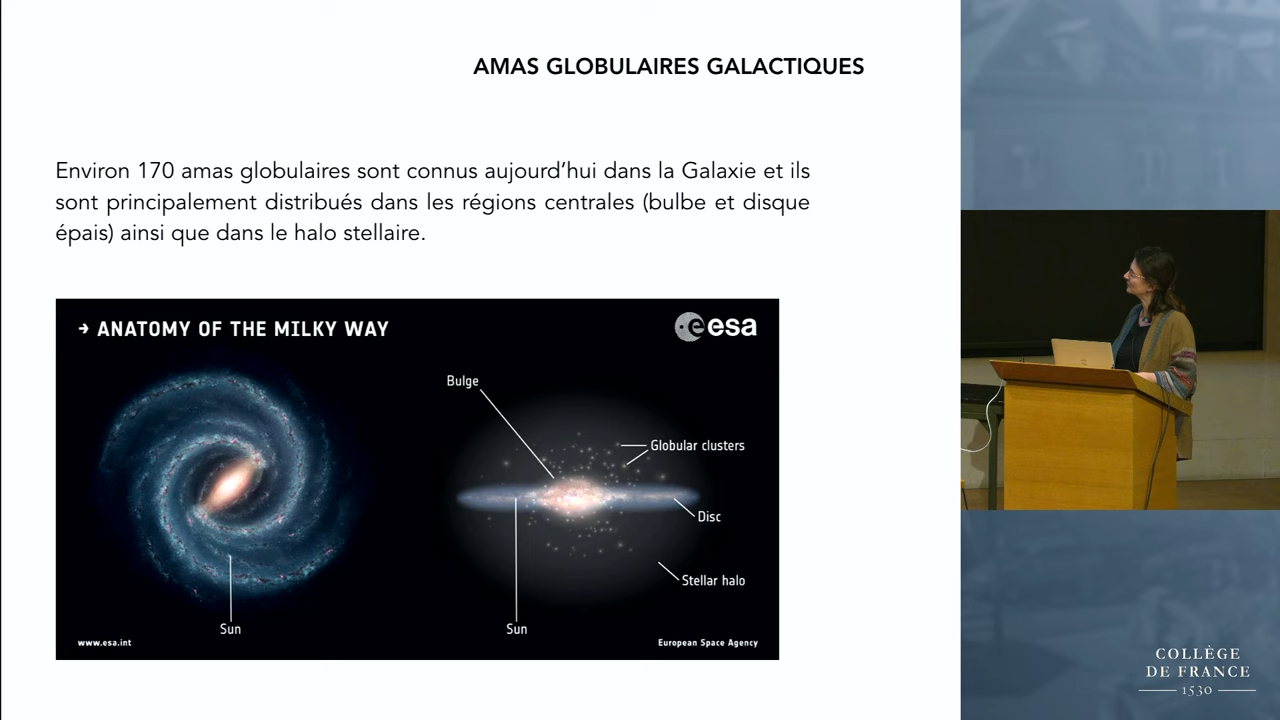 AMAS GLOBULAIRES GALACTIQUES
Environ 170 amas globulaires sont connus aujourd’hui dans la Galaxie et ils
sont principalement distribués dans les régions centrales (bulbe et disque
épais) ainsi que dans le halo stellaire.
→ ANATOMY OF THE MILKY WAY
esa
Bulge
Globular clusters
Disc
Stellar halo
Sun
Sun
www.esa.int
European Space Agency
COLLÈGE
DE FRANCE
1530